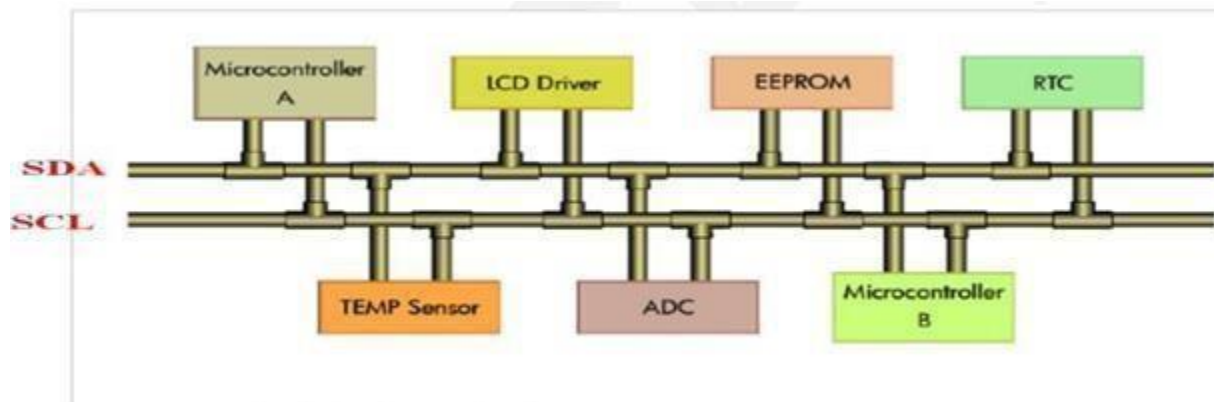 Microcontroller
A
LCD Driver
EEPROM
RTC
SDA
SCL
TEMP Sensor
ADC
Microcontroller
B